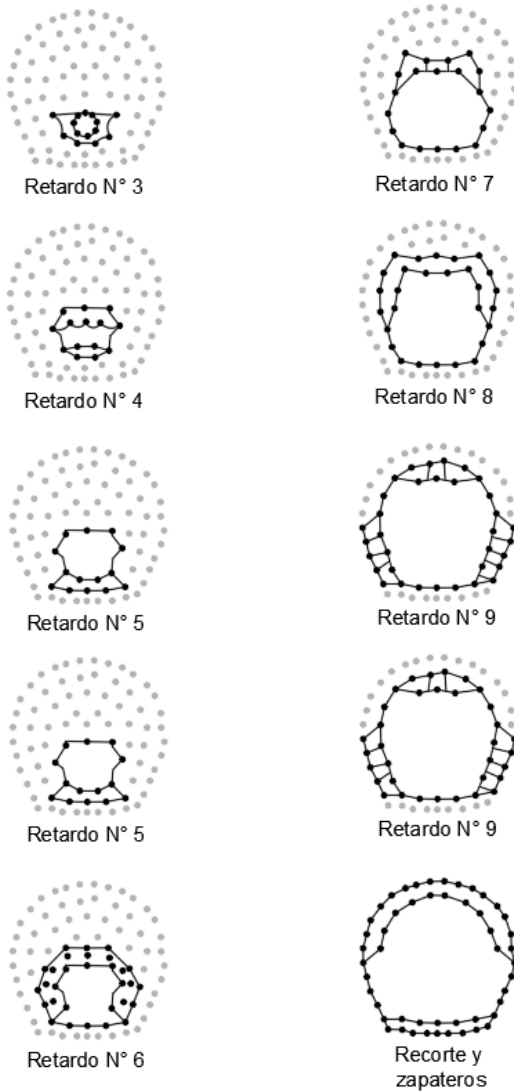 Retardo N° 3
Retardo N° 7
Retardo N° 4
Retardo N° 8
Retardo N° 5
Retardo N° 9
Retardo N° 5
Retardo N° 9
Retardo N° 6
Recorte y
zapateros